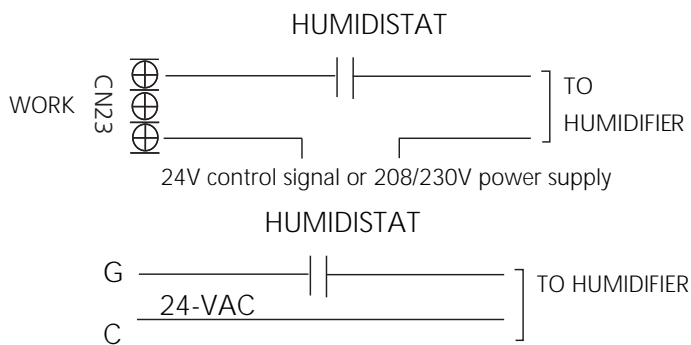 HUMIDISTAT
WORK CN23 TO
HUMIDIFIER
24V control signal or 208/230V power supply
HUMIDISTAT
G TO HUMIDIFIER
24-VAC
C